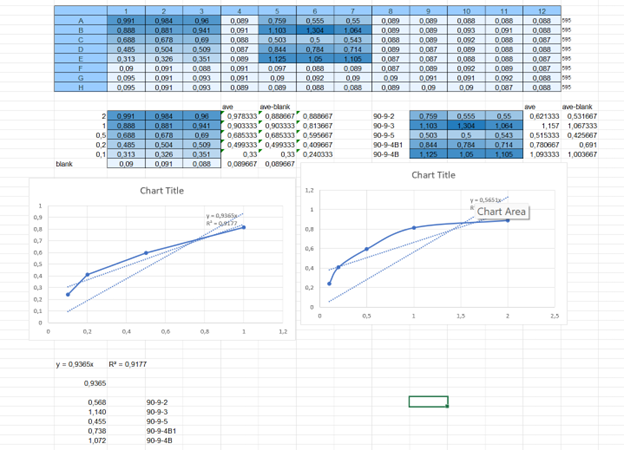 1 2 3 4 5 6 7 8 9 10 11 12
A 0,991 0,984 0,96 0,089 0,759 0,555 0,55 0,089 0,089 0,088 0,088 0,088 595
B 0,888 0,881 0,941 0,091 1,103 1,304 1,064 0,088 0,089 0,093 0,091 0,088 595
C 0,688 0,678 0,69 0,088 0,503 0,5 0,543 0,088 0,089 0,092 0,088 0,088 595
D 0,485 0,504 0,509 0,087 0,844 0,784 0,714 0,089 0,087 0,089 0,088 0,088 595
E 0,313 0,326 0,351 0,089 1,125 1,05 1,105 0,087 0,087 0,088 0,088 0,087 595
F 0,09 0,091 0,088 0,091 0,097 0,088 0,089 0,087 0,089 0,092 0,087 0,088 595
G 0,095 0,091 0,093 0,091 0,09 0,092 0,09 0,09 0,091 0,091 0,092 0,088 595
H 0,095 0,091 0,093 0,089 0,089 0,088 0,088 0,089 0,09 0,09 0,087 0,088 595
ave ave-blank ave ave-blank
2 0,991 0,984 0,96 0,978333 0,888667 0,888667 90-9-2 0,759 0,555 0,55 0,621333 0,531667
1 0,888 0,881 0,941 0,903333 0,903333 0,813667 90-9-3 1,103 1,304 1,064 1,157 1,067333
0,5 0,688 0,678 0,69 0,685333 0,685333 0,595667 90-9-5 0,503 0,5 0,543 0,515333 0,425667
0,2 0,485 0,504 0,509 0,499333 0,499333 0,409667 90-9-4B1 0,844 0,784 0,714 0,780667 0,691
0,1 0,313 0,326 0,351 0,33 0,33 0,240333 90-9-4B 1,125 1,05 1,105 1,093333 1,003667
blank 0,09 0,091 0,088 0,089667 0,089667
Chart Title
y = 0,9365x
R² = 0,9177
1
0,9
0,8
0,7
0,6
0,5
0,4
0,3
0,2
0,1
0
0 0,2 0,4 0,6 0,8 1 1,2
Chart Title
y = 0,5651x
Chart Area
1,2
1
0,8
0,6
0,4
0,2
0
0 0,5 1 1,5 2 2,5
y = 0,9365x R² = 0,9177
0,9365
0,568 90-9-2
1,140 90-9-3
0,455 90-9-5
0,738 90-9-4B1
1,072 90-9-4B